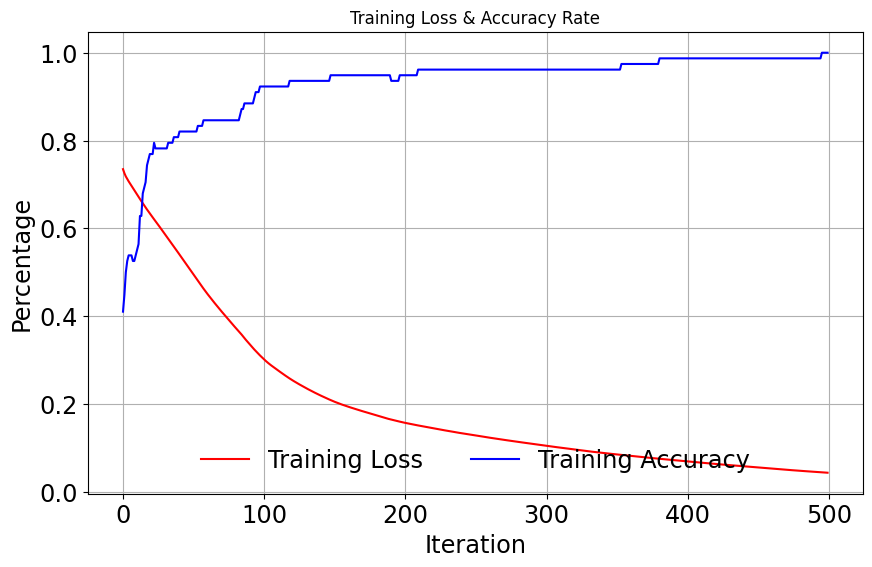 Training Loss & Accuracy Rate
1.0
0.8
0.6
0.4
0.2
0.0
Percentage
Training Loss
Training Accuracy
0 100 200 300 400 500
Iteration